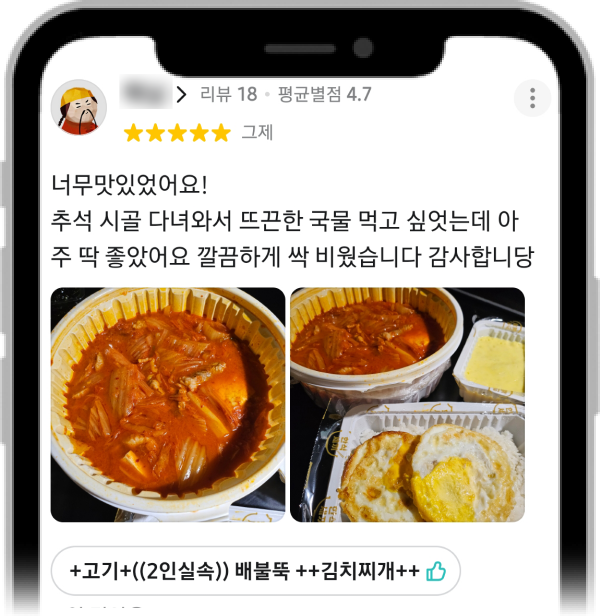 리뷰 18 • 평균별점 4.7
그제
너무맛있었어요!
추석 시골 다녀와서 뜨끈한 국물 먹고 싶엇는데 아
주 딱 좋았어요 깔끔하게 싹 비웠습니다 감사합니당
+고기+((2인실속)) 배불뚝 ++김치찌개++